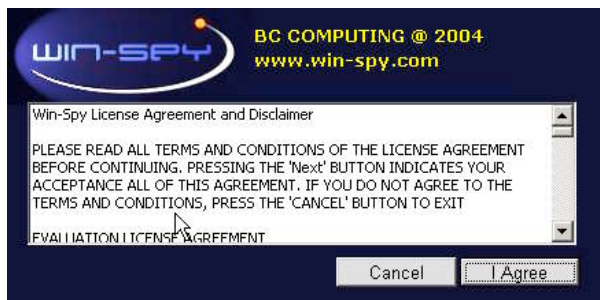 WIN-SPY
BC COMPUTING @ 2004
www.win-spy.com
Win-Spy License Agreement and Disclaimer
PLEASE READ ALL TERMS AND CONDITIONS OF THE LICENSE AGREEMENT
BEFORE CONTINUING. PRESSING THE 'Next' BUTTON INDICATES YOUR
ACCEPTANCE ALL OF THIS AGREEMENT. IF YOU DO NOT AGREE TO THE
TERMS AND CONDITIONS, PRESS THE 'CANCEL' BUTTON TO EXIT
EVALUATION LICENSE AGREEMENT
Cancel
I Agree